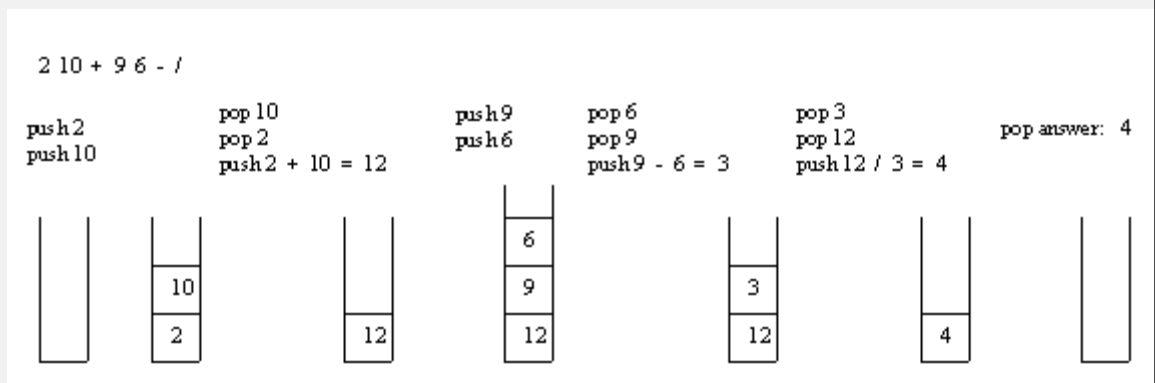 2 10 + 9 6 - /
push 2
push 10
pop 10
pop 2
push 2 + 10 = 12
push 9
push 6
pop 6
pop 9
push 9 - 6 = 3
pop 3
pop 12
push 12 / 3 = 4
pop answer: 4
10
2
12
6
9
12
3
12
4